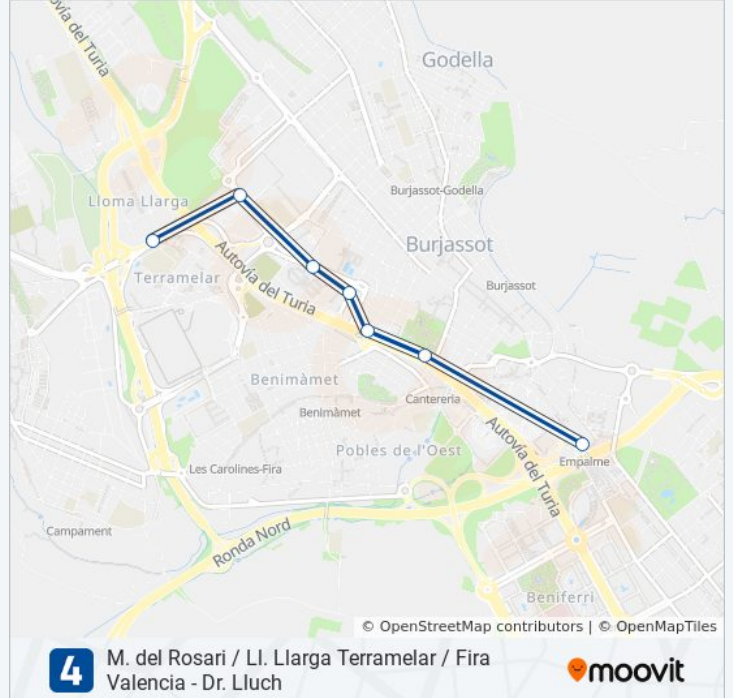 ovía del Turia
Godella
Burjassot-Godella
Lloma Llarga
Burjassot
Terramelar
Autovía del Turia
Burjassot
Benimàmet
Cantereria
Benimàmet
Autovía del Turia
Pobles de l'Oest
Empalme
Les Carolines-Fira
Campament
Ronda Nord
Beniferri
© OpenStreetMap contributors | © OpenMapTiles
4
M. del Rosari / Ll. Llarga Terramelar / Fira
Valencia - Dr. Lluch
moovit